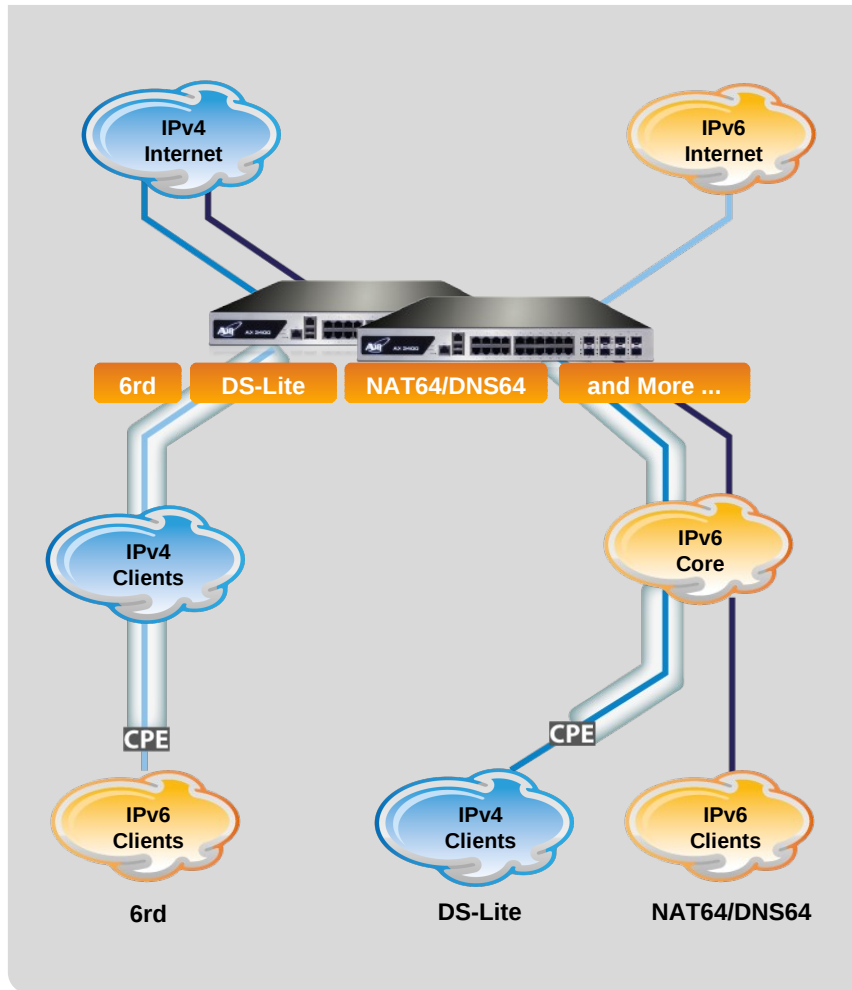 IPv4
Internet
IPv6
Internet
6rd
DS-Lite
NAT64/DNS64
and More ...
IPv4
Clients
IPv6
Core
CPE
CPE
IPv6
Clients
IPv4
Clients
IPv6
Clients
6rd
DS-Lite
NAT64/DNS64